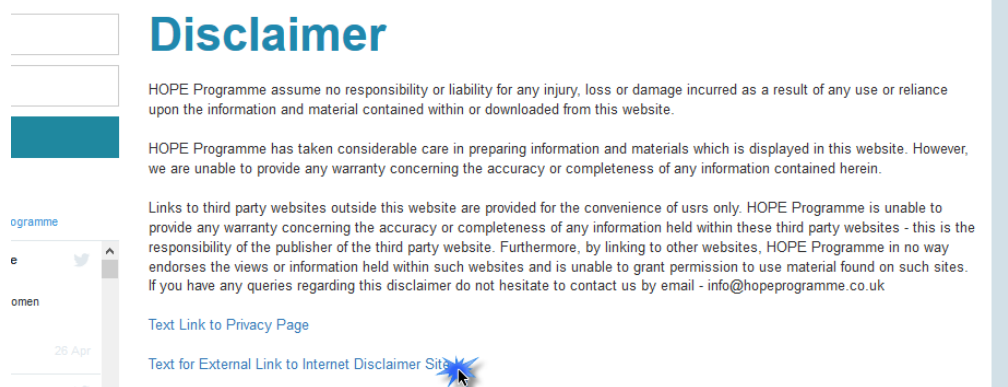 Disclaimer
HOPE Programme assume no responsibility or liability for any injury, loss or damage incurred as a result of any use or reliance
upon the information and material contained within or downloaded from this website.
HOPE Programme has taken considerable care in preparing information and materials which is displayed in this website. However,
we are unable to provide any warranty concerning the accuracy or completeness of any information contained herein.
Links to third party websites outside this website are provided for the convenience of usrs only. HOPE Programme is unable to
provide any warranty concerning the accuracy or completeness of any information held within these third party websites - this is the
responsibility of the publisher of the third party website. Furthermore, by linking to other websites, HOPE Programme in no way
endorses the views or information held within such websites and is unable to grant permission to use material found on such sites.
If you have any queries regarding this disclaimer do not hesitate to contact us by email - info@hopeprogramme.co.uk
Text Link to Privacy Page
Text for External Link to Internet Disclaimer Site
ogramme
e
omen
26 Apr